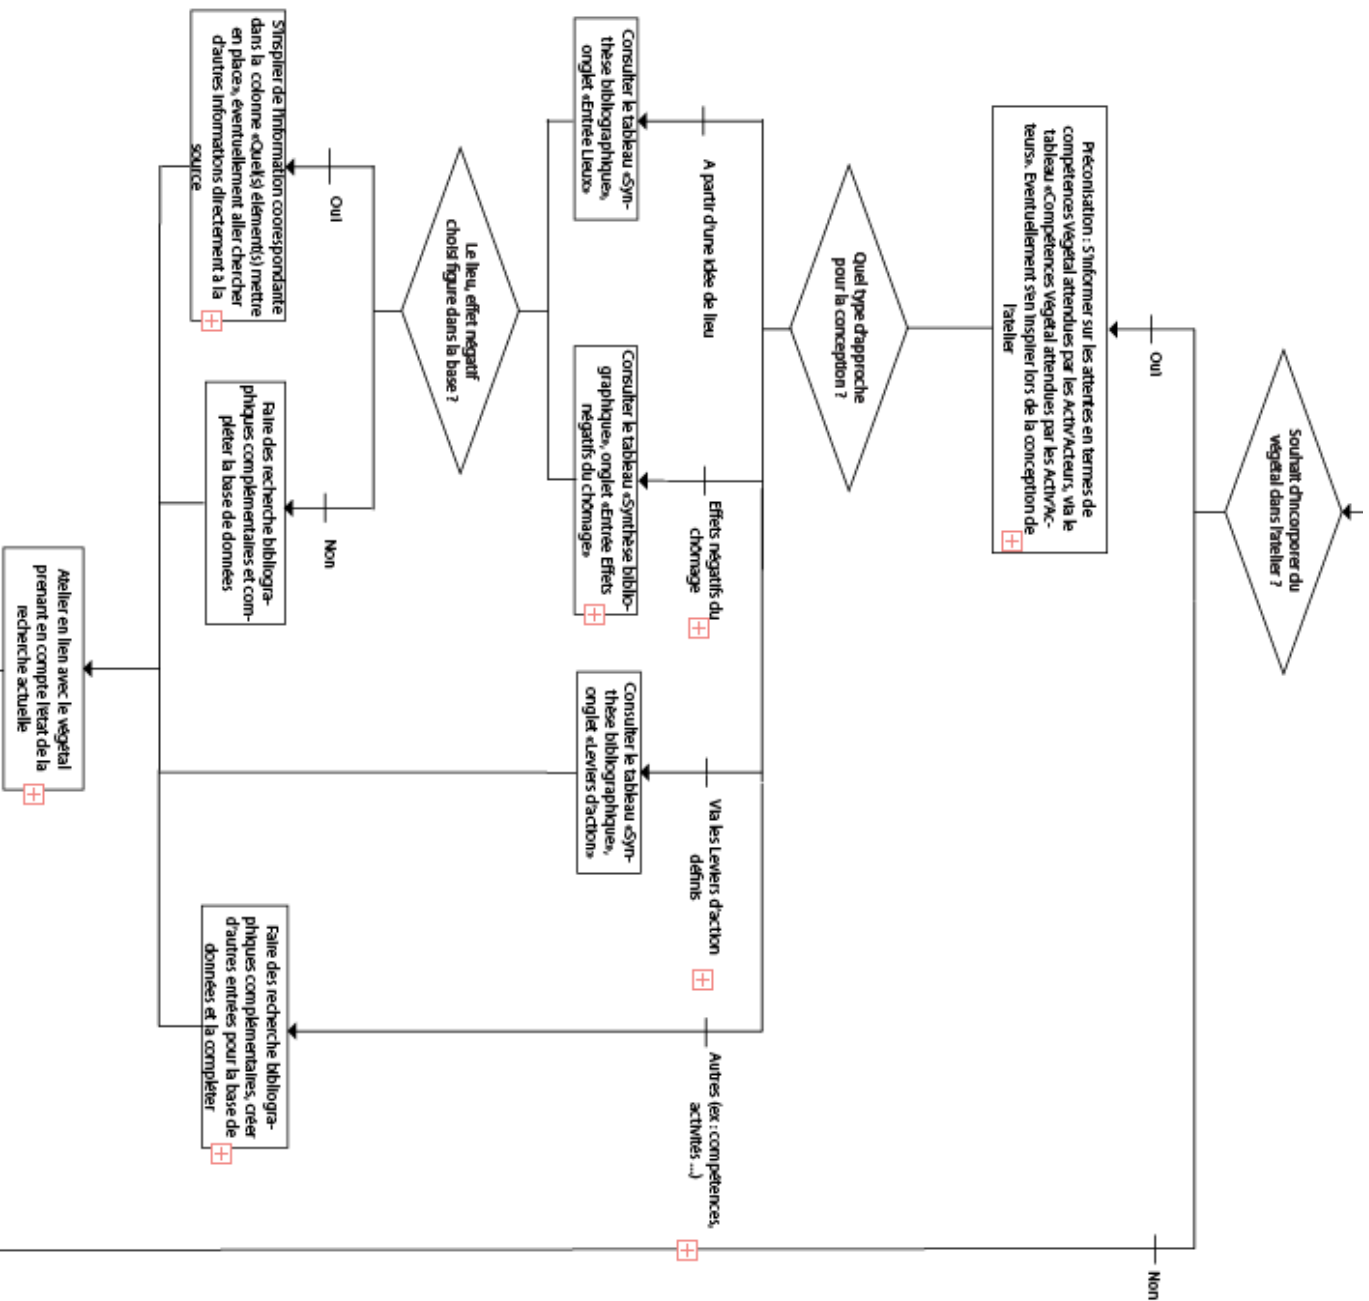 Souhait d'incorporer du
végétal dans l'atelier ?
Oui
Non
Préconisation : S'informer sur les attentes en termes de
compétences Végétal attendues par les Activ'Acteurs, via le
tableau «Compétences Végétal attendues par les Activ'Ac-
teurs». Eventuellement s'en inspirer lors de la conception de
l'atelier
Quel type d'approche
pour la conception ?
A partir d'une idée de lieu
Effets négatifs du
chômage
Via les Leviers d'action
définis
Autres (ex : compétences,
activités ...)
Consulter le tableau «Syn-
thèse bibliographique»,
onglet «Entrée Lieux»
Consulter le tableau «Synthèse biblio-
graphique», onglet «Entrée Effets
négatifs du chômage»
Consulter le tableau «Syn-
thèse bibliographique»,
onglet «Leviers d'action»
Le lieu, effet négatif
choisi figure dans la base ?
Oui
Non
S'inspirer de l'information coorespondante
dans la colonne «Quel(s) élément(s) mettre
en place», éventuellement aller chercher
d'autres informations directement à la
source
Faire des recherche bibliogra-
phiques complémentaires et com-
pléter la base de données
Faire des recherche bibliogra-
phiques complémentaires, créer
d'autres entrées pour la base de
données et la compléter
Atelier en lien avec le végétal
prenant en compte l'état de la
recherche actuelle